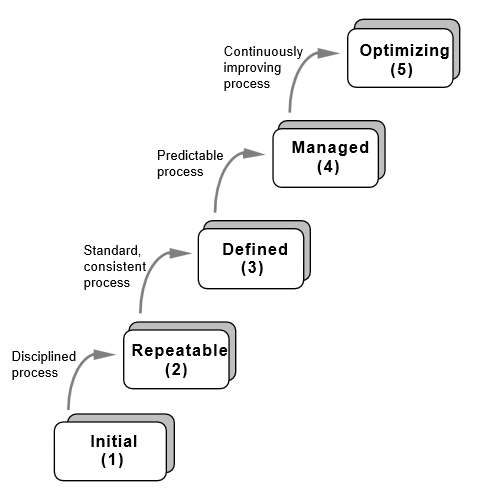 Continuously
improving
process
Optimizing
(5)
Predictable
process
Managed
(4)
Standard,
consistent
process
Defined
(3)
Disciplined
process
Repeatable
(2)
Initial
(1)